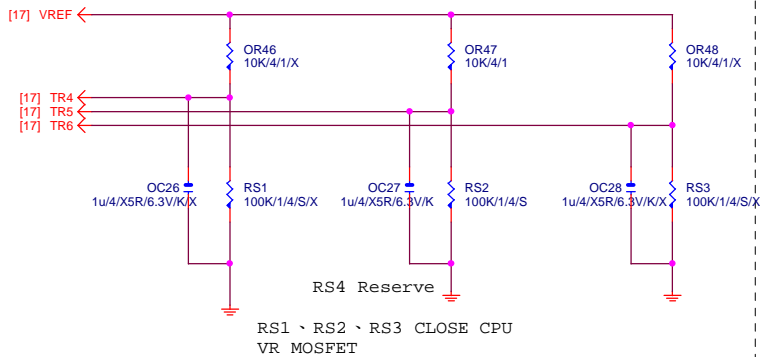 [17] VREF
OR46
10K/4/1/X
OR47
10K/4/1
OR48
10K/4/1/X
[17] TR4
[17] TR5
[17] TR6
OC26
1u/4/X5R/6.3V/K/X
RS1
100K/1/4/S/X
OC27
1u/4/X5R/6.3V/K
RS2
100K/1/4/S
OC28
1u/4/X5R/6.3V/K/X
RS3
100K/1/4/S/X
RS4 Reserve
RS1、RS2、RS3 CLOSE CPU
VR MOSFET